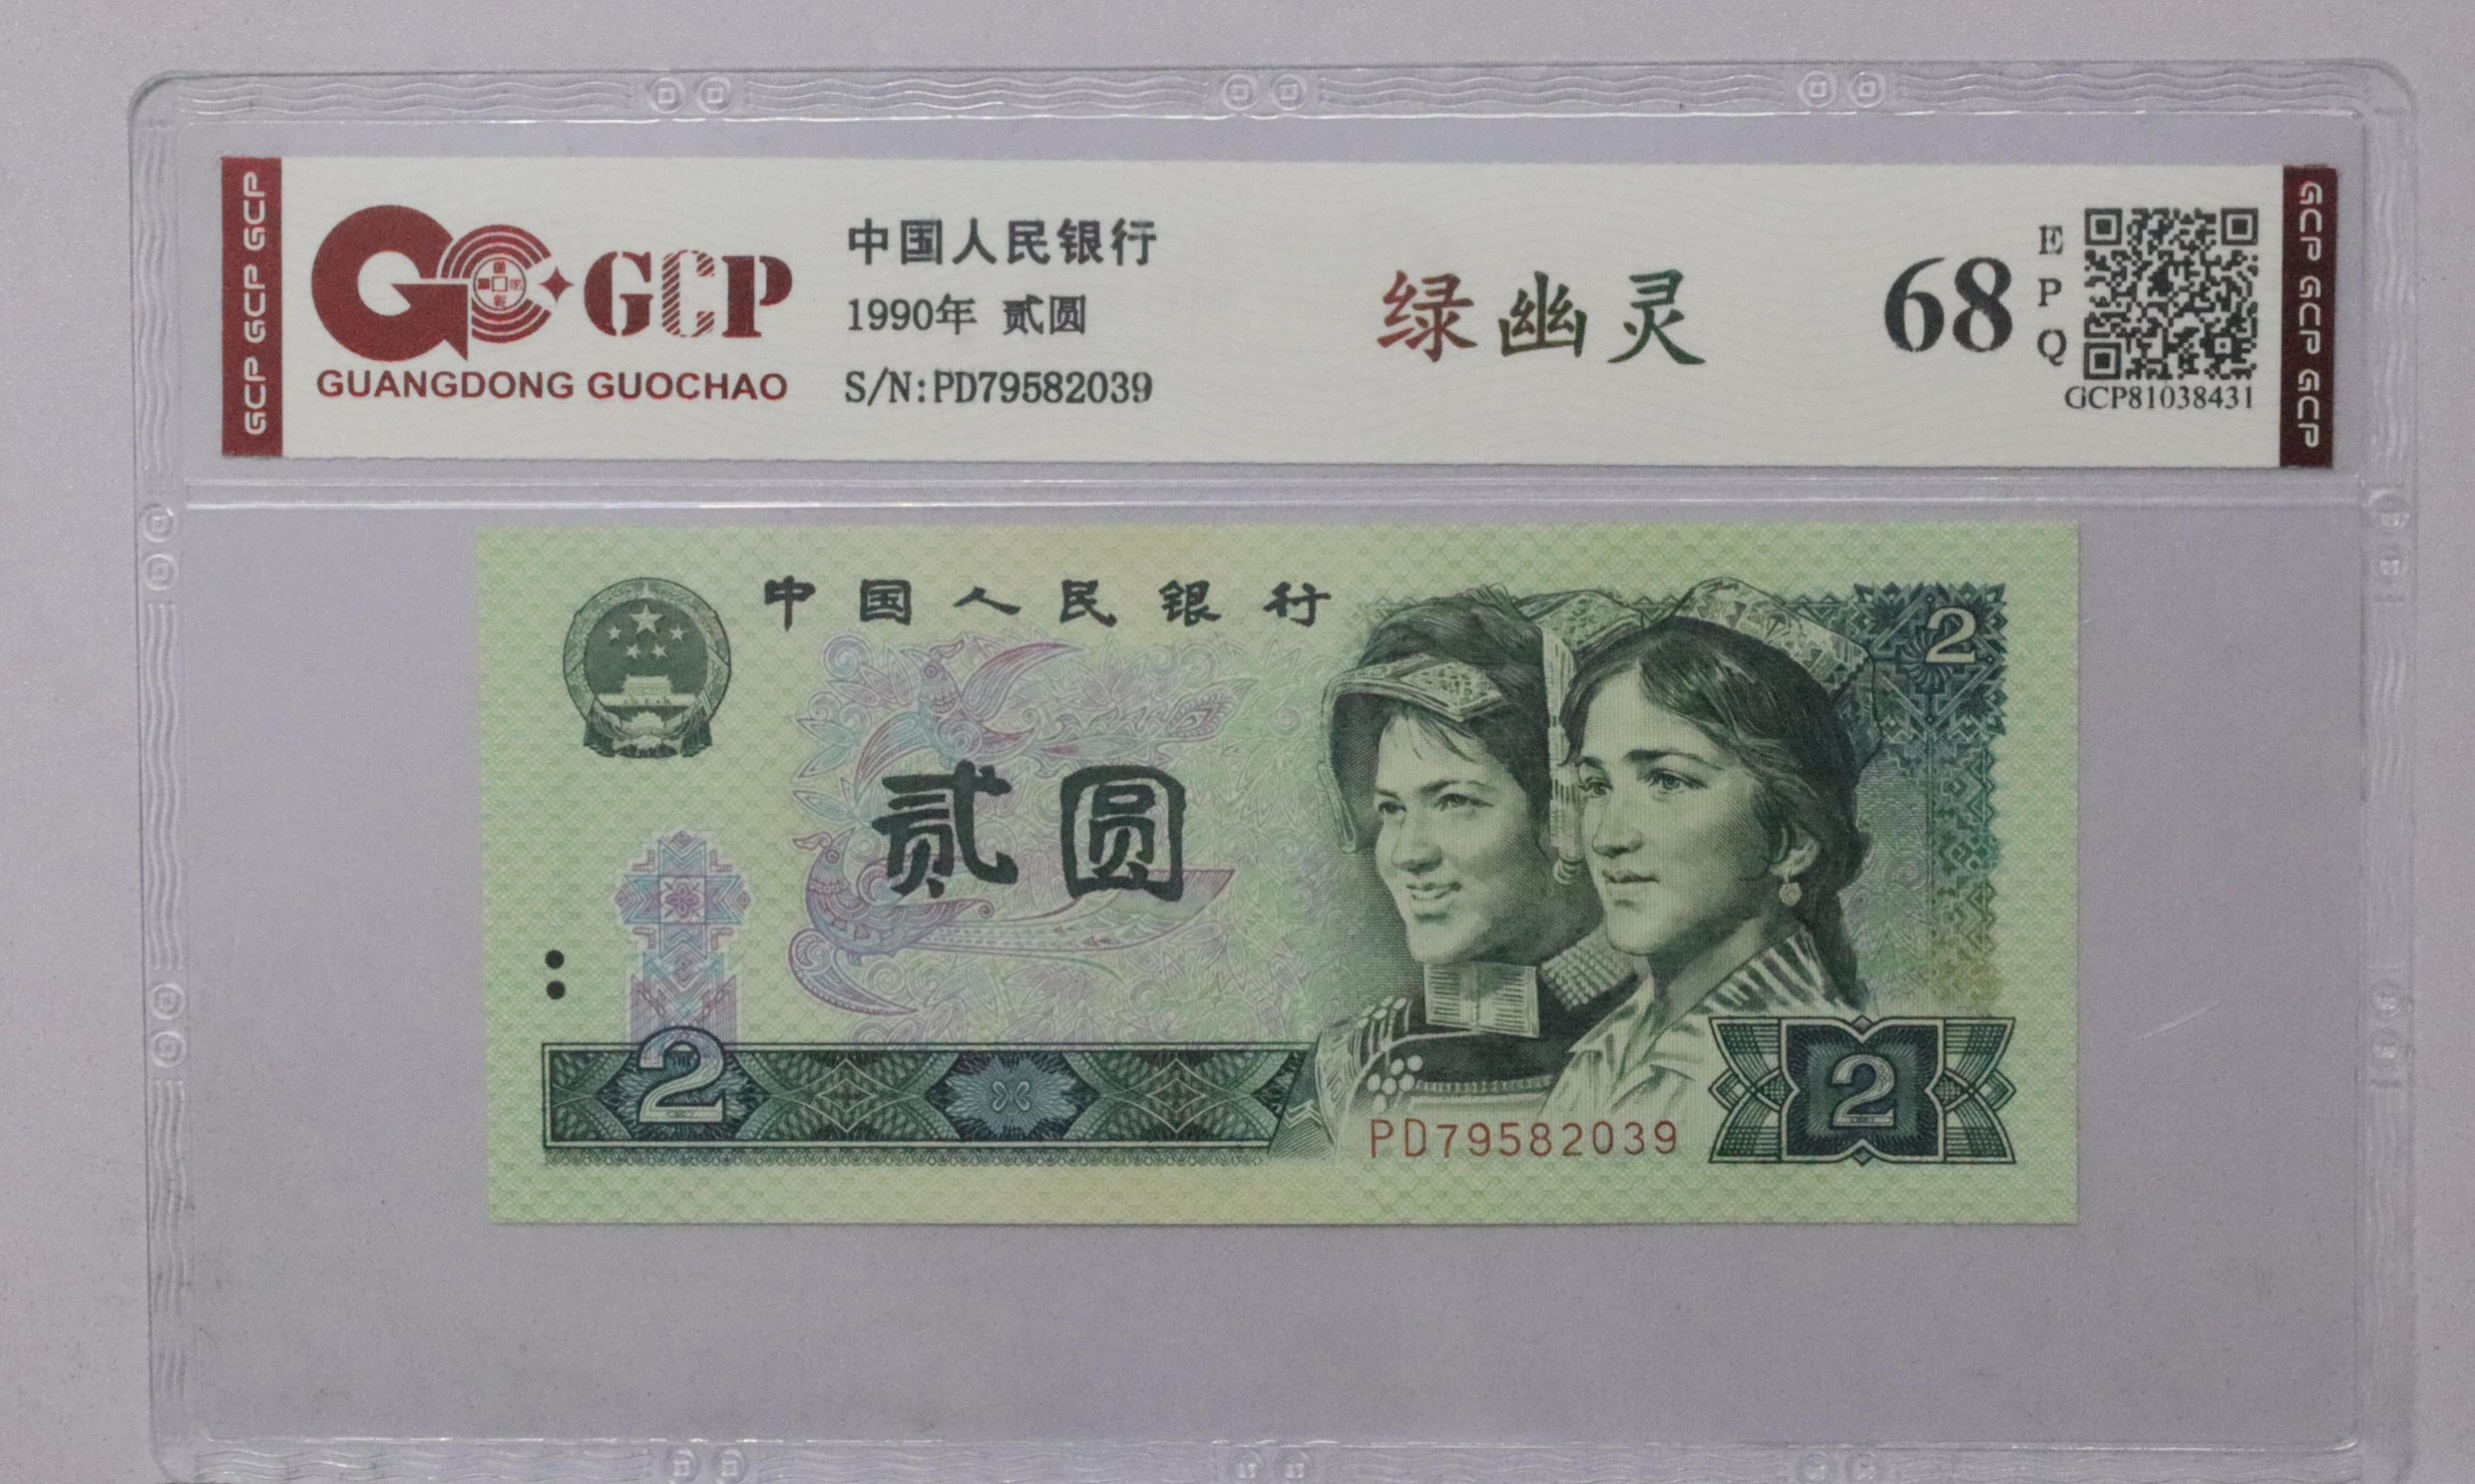 GCP GCP GCP
GCP
GUANGDONG GUOCHAO
中国人民银行
1990年 贰圆
S/N:PD79582039
绿幽灵
68
E
P
Q
GCP81038431
GCP GCP GCP
中国人民银行
2
贰圆
2
PD79582039
2